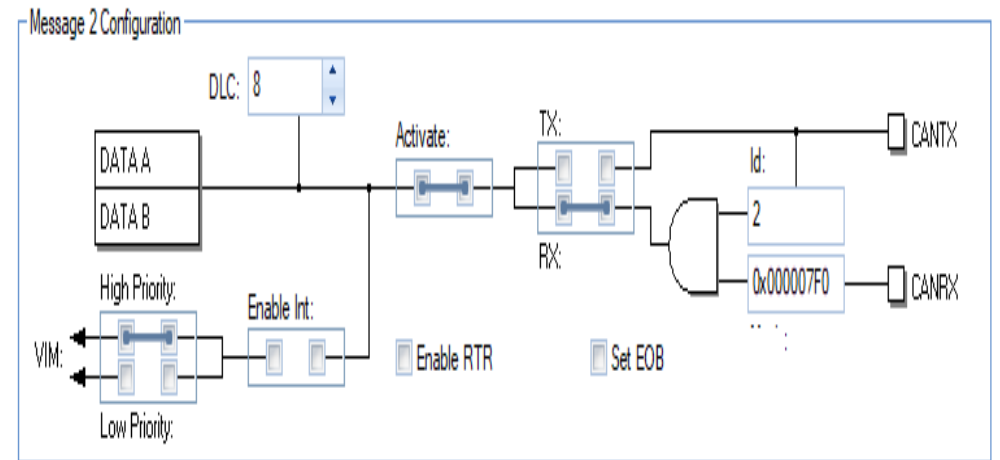 Message 2 Configuration
DLC: 8
DATA A
DATA B
Activate:
TX:
RX:
CANTX
Id:
2
0x000007F0
CANRX
High Priority:
Enable Int:
VIM:
Low Priority:
Enable RTR
Set EOB